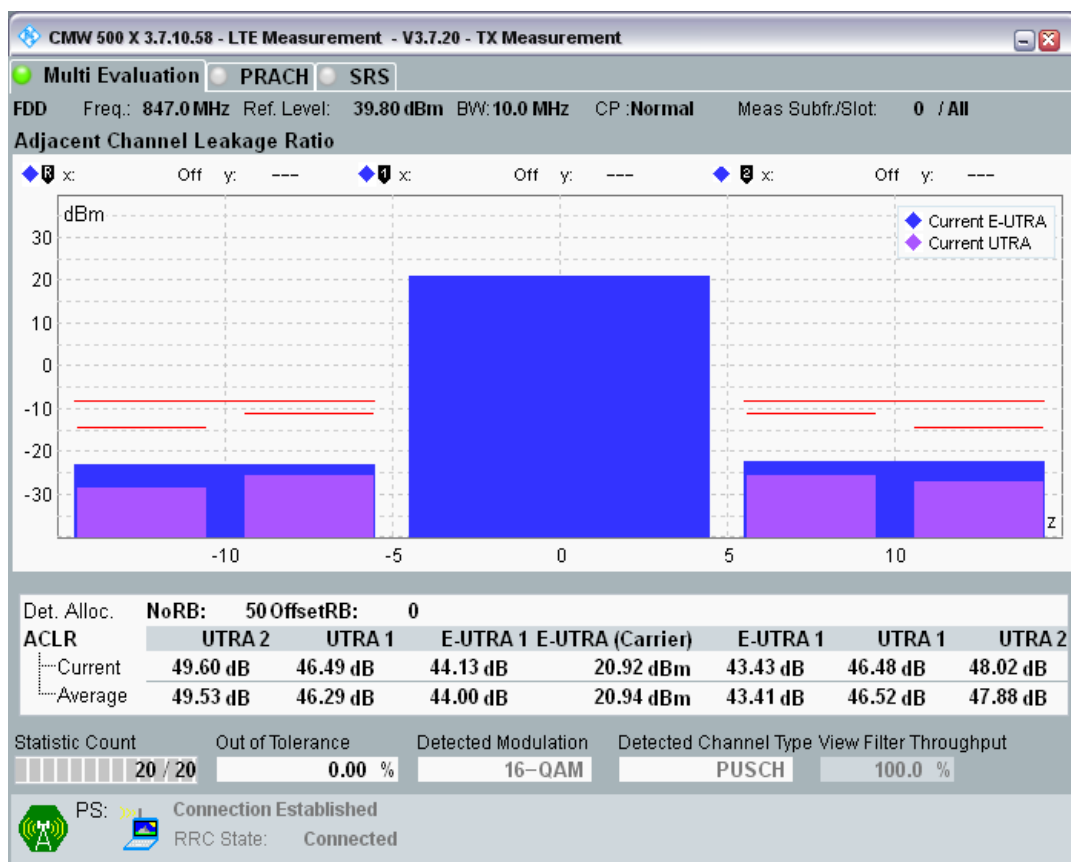 CMW 500 X 3.7.10.58 - LTE Measurement - V3.7.20 - TX Measurement
Multi Evaluation PRACH SRS
FDD Freq.: 847.0 MHz Ref. Level: 39.80 dBm BW: 10.0 MHz CP :Normal Meas Subfr./Slot: 0 / All
Adjacent Channel Leakage Ratio
R x: Off y: --- 1 x: Off y: --- 2 x: Off y: ---
dBm
Current E-UTRA
Current UTRA
30
20
10
0
-10
-20
-30
z
-10 -5 0 5 10
Det. Alloc. NoRB: 50 OffsetRB: 0
ACLR UTRA 2 UTRA 1 E-UTRA 1 E-UTRA (Carrier) E-UTRA 1 UTRA 1 UTRA 2
Current 49.60 dB 46.49 dB 44.13 dB 20.92 dBm 43.43 dB 46.48 dB 48.02 dB
Average 49.53 dB 46.29 dB 44.00 dB 20.94 dBm 43.41 dB 46.52 dB 47.88 dB
Statistic Count Out of Tolerance Detected Modulation Detected Channel Type View Filter Throughput
20 / 20 0.00 % 16-QAM PUSCH 100.0 %
PS: Connection Established
RRC State: Connected